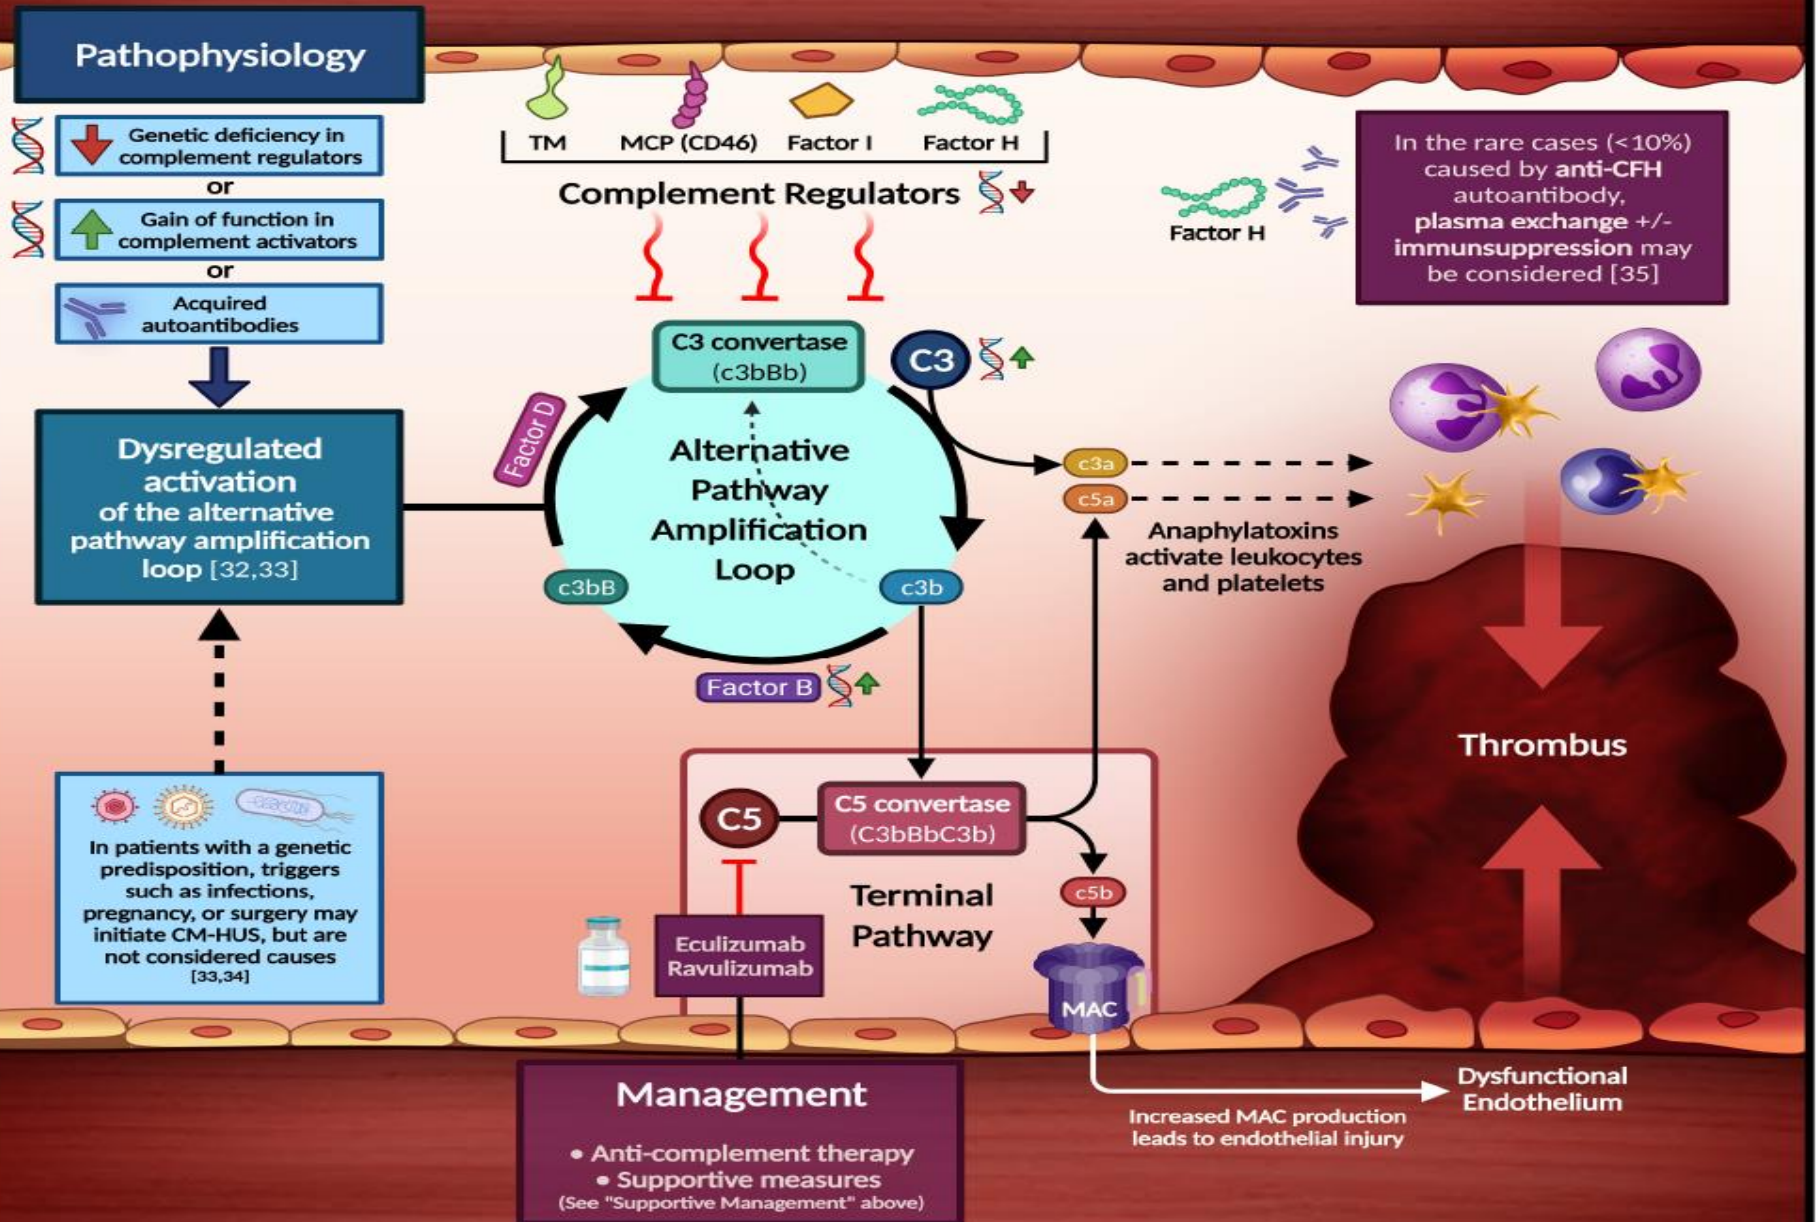 Pathophysiology
Genetic deficiency in
complement regulators
or
Gain of function in
complement activators
or
Acquired
autoantibodies
Dysregulated
activation
of the alternative
pathway amplification
loop [32,33]
In patients with a genetic
predisposition, triggers
such as infections,
pregnancy, or surgery may
initiate CM-HUS, but are
not considered causes
[33,34]
TM
MCP (CD46)
Factor I
Factor H
Complement Regulators
C3 convertase
(c3bBb)
C3
Factor D
Alternative
Pathway
Amplification
Loop
c3bB
c3b
Factor B
c3a
c5a
Anaphylatoxins
activate leukocytes
and platelets
Factor H
In the rare cases (<10%)
caused by anti-CFH
autoantibody,
plasma exchange +/-
immunsuppression may
be considered [35]
C5
C5 convertase
(C3bBbC3b)
c5b
Terminal
Pathway
MAC
Eculizumab
Ravulizumab
Thrombus
Management
• Anti-complement therapy
• Supportive measures
(See "Supportive Management" above)
Increased MAC production
leads to endothelial injury
Dysfunctional
Endothelium